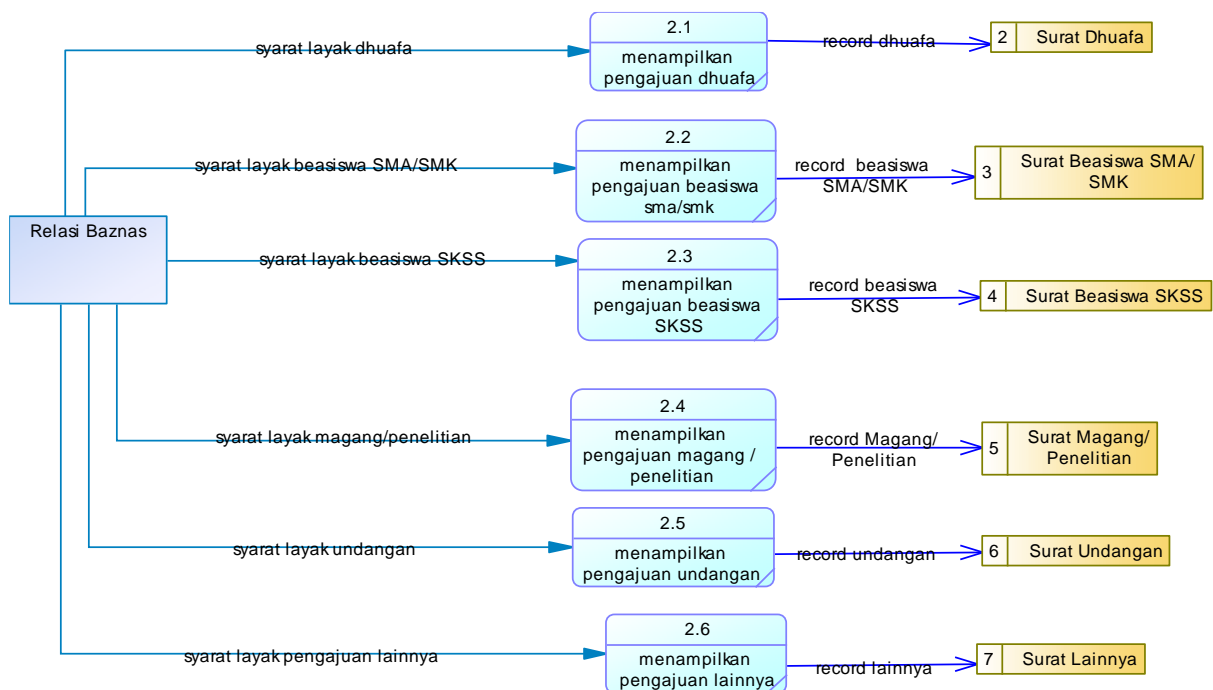 syarat layak dhuafa
2.1
menampilkan
pengajuan dhuafa
record dhuafa
2 Surat Dhuafa
Relasi Baznas
syarat layak beasiswa SMA/SMK
2.2
menampilkan
pengajuan beasiswa
sma/smk
record beasiswa
SMA/SMK
3 Surat Beasiswa SMA/
SMK
syarat layak beasiswa SKSS
2.3
menampilkan
pengajuan beasiswa
SKSS
record beasiswa
SKSS
4 Surat Beasiswa SKSS
syarat layak magang/penelitian
2.4
menampilkan
pengajuan magang /
penelitian
record Magang/
Penelitian
5 Surat Magang/
Penelitian
syarat layak undangan
2.5
menampilkan
pengajuan undangan
record undangan
6 Surat Undangan
syarat layak pengajuan lainnya
2.6
menampilkan
pengajuan lainnya
record lainnya
7 Surat Lainnya